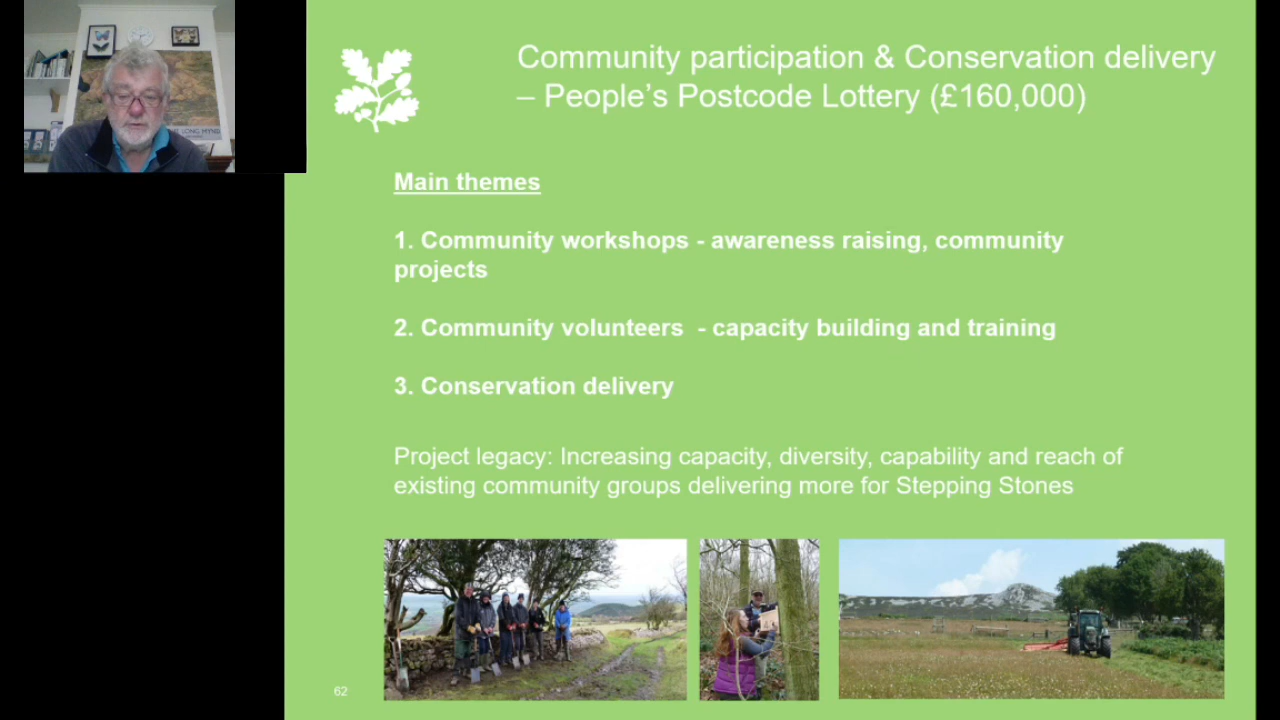 Community participation & Conservation delivery
– People's Postcode Lottery (£160,000)
Main themes
1. Community workshops - awareness raising, community
projects
2. Community volunteers  - capacity building and training
3. Conservation delivery
Project legacy: Increasing capacity, diversity, capability and reach of
existing community groups delivering more for Stepping Stones
62